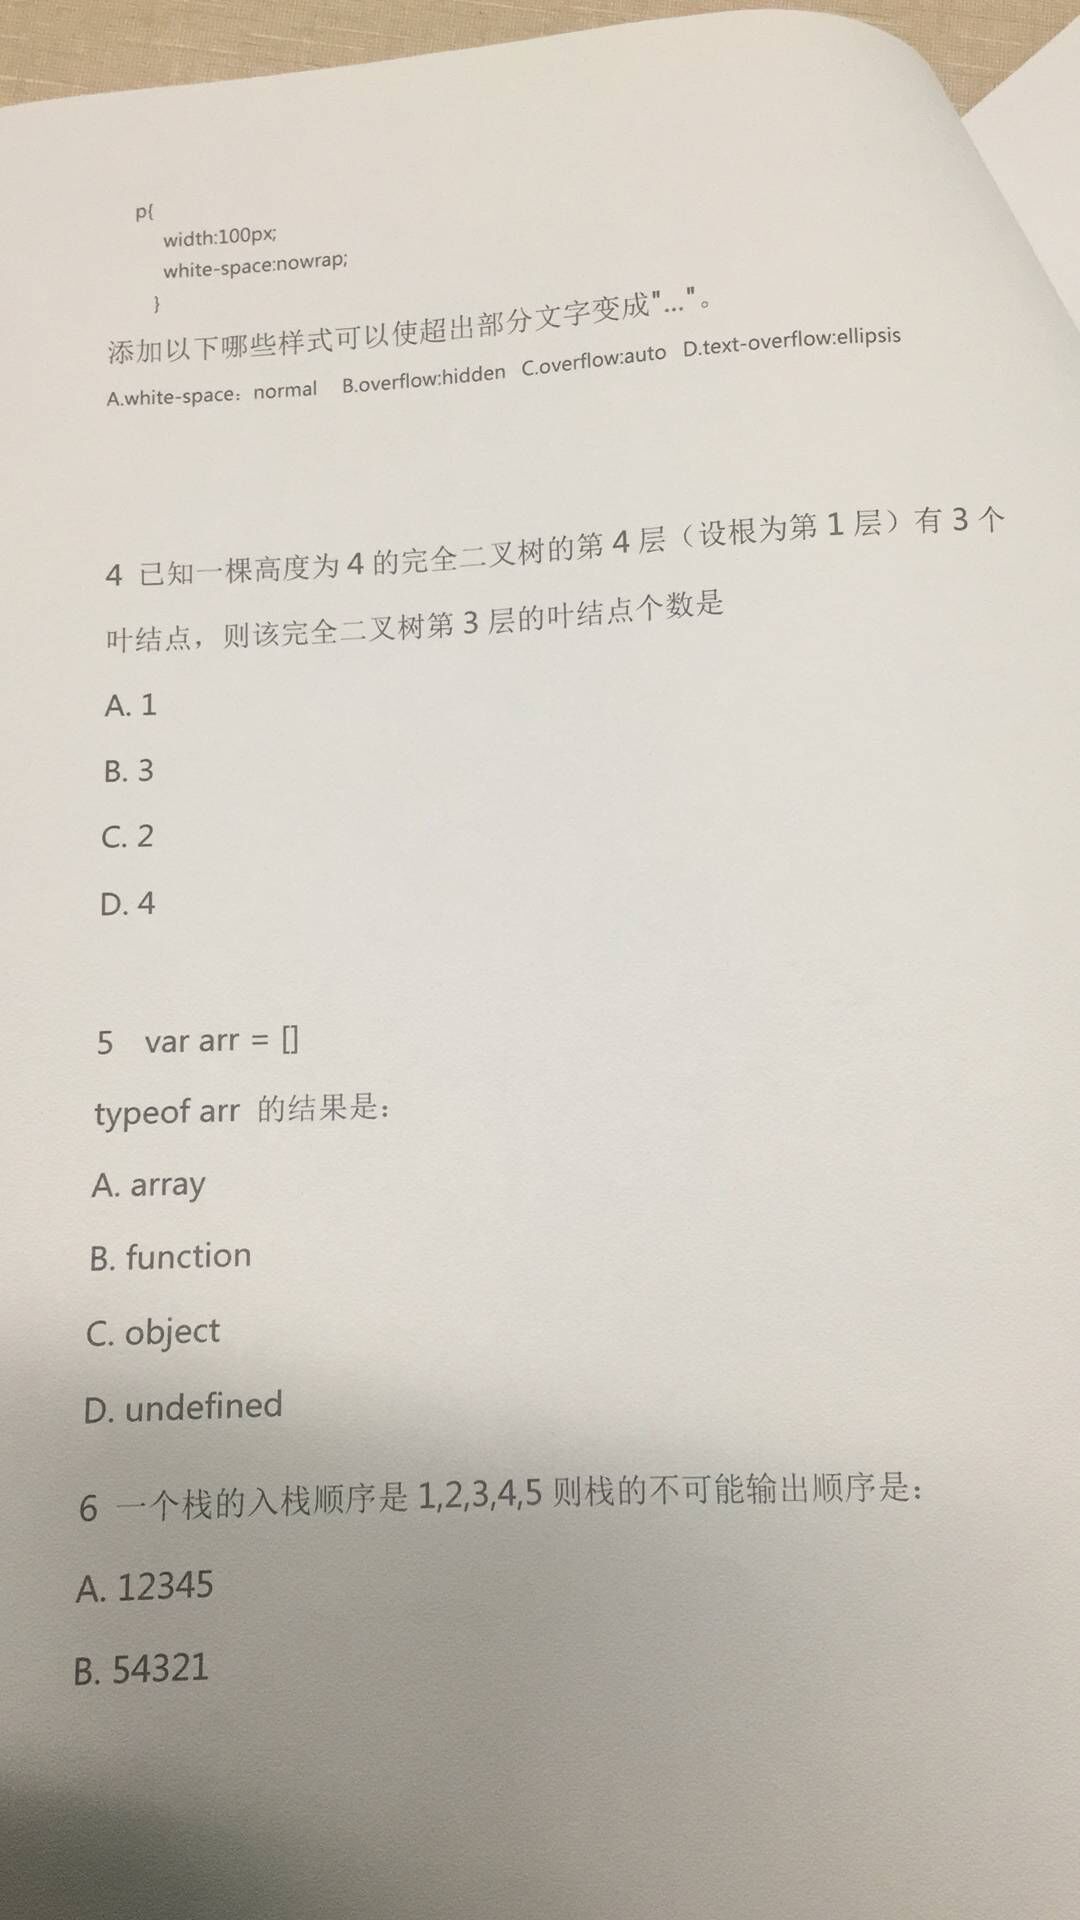 p{
width:100px;
white-space:nowrap;
}
添加以下哪些样式可以使超出部分文字变成"..."。
A.white-space：normal B.overflow:hidden C.overflow:auto D.text-overflow:ellipsis
4 已知一棵高度为 4 的完全二叉树的第 4 层（设根为第 1 层）有 3 个
叶结点，则该完全二叉树第 3 层的叶结点个数是
A. 1
B. 3
C. 2
D. 4
5 var arr = []
typeof arr 的结果是：
A. array
B. function
C. object
D. undefined
6 一个栈的入栈顺序是 1,2,3,4,5 则栈的不可能输出顺序是：
A. 12345
B. 54321